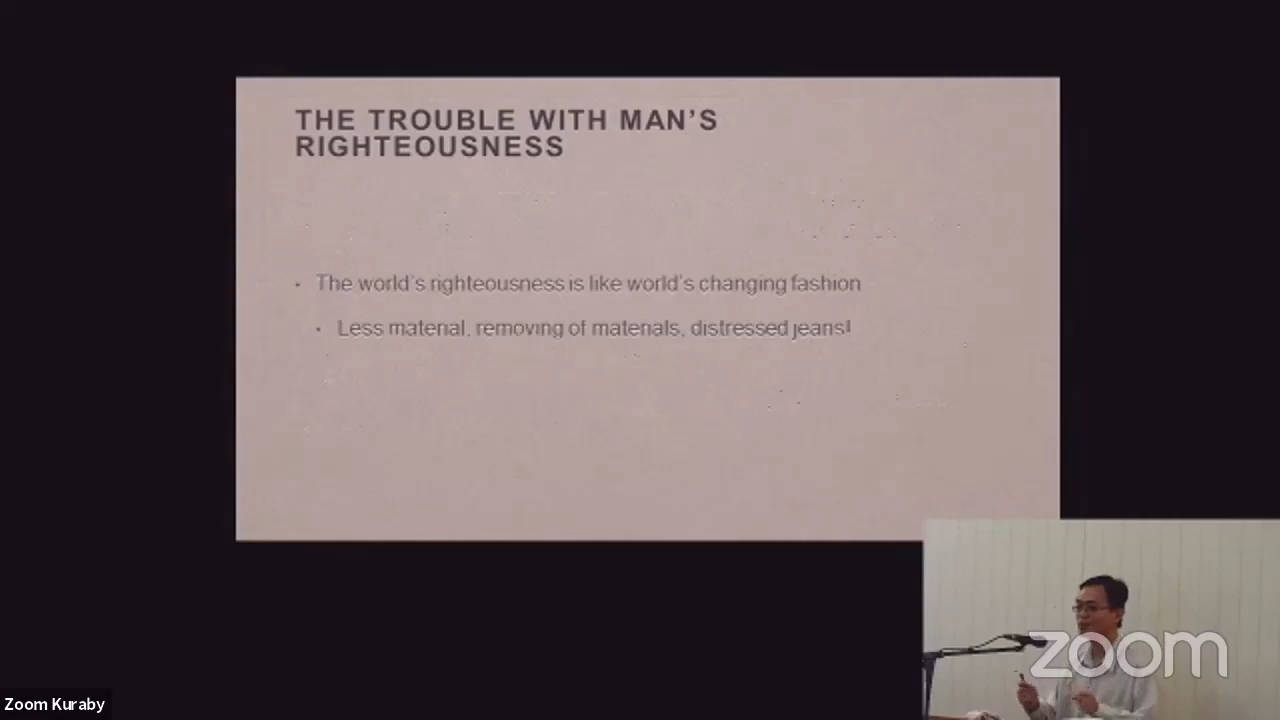 THE TROUBLE WITH MAN'S
RIGHTEOUSNESS
• The world's righteousness is like world's changing fashion
• Less material, removing of materials, distressed jeans!
zoom
Zoom Kuraby